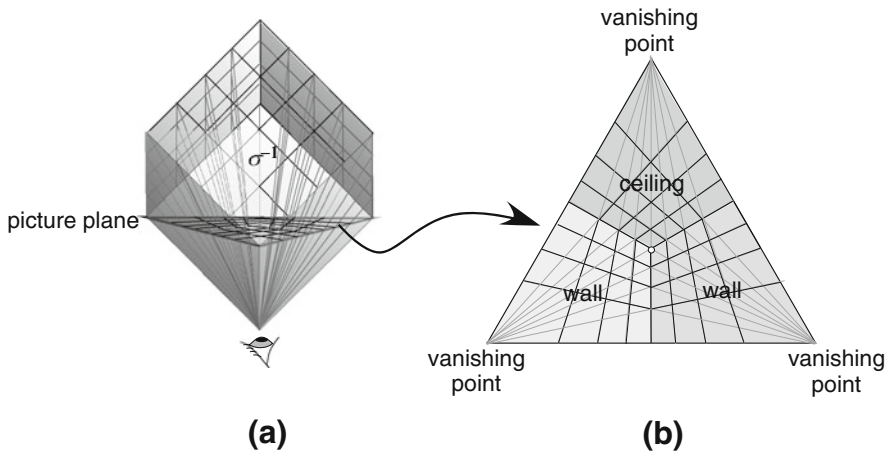 σ⁻¹
picture plane
(a)
vanishing
point
ceiling
wall
wall
vanishing
point
vanishing
point
(b)